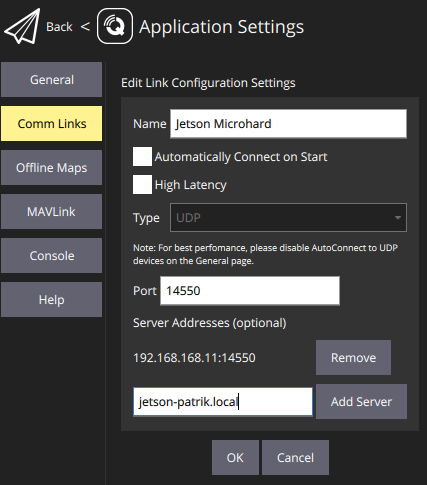 Back < Application Settings
General
Comm Links
Offline Maps
MAVLink
Console
Help
Edit Link Configuration Settings
Name Jetson Microhard
Automatically Connect on Start
High Latency
Type UDP
Note: For best perfomance, please disable AutoConnect to UDP
devices on the General page.
Port 14550
Server Addresses (optional)
192.168.168.11:14550 Remove
jetson-patrik.local Add Server
OK Cancel